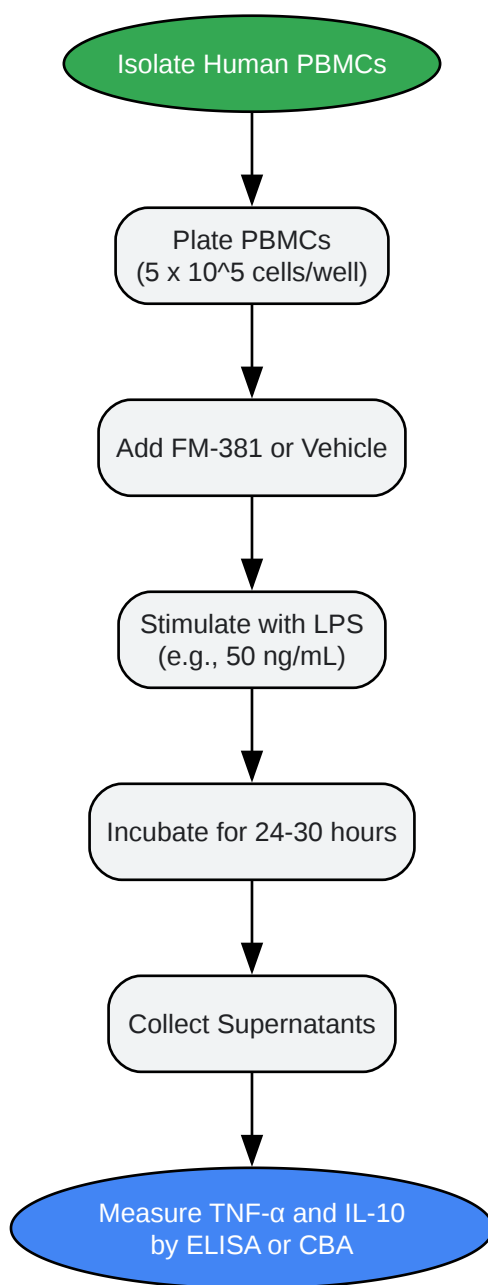 Isolate Human PBMCs
Plate PBMCs
(5 x 10^5 cells/well)
Add FM-381 or Vehicle
Stimulate with LPS
(e.g., 50 ng/mL)
Incubate for 24-30 hours
Collect Supernatants
Measure TNF-α and IL-10
by ELISA or CBA